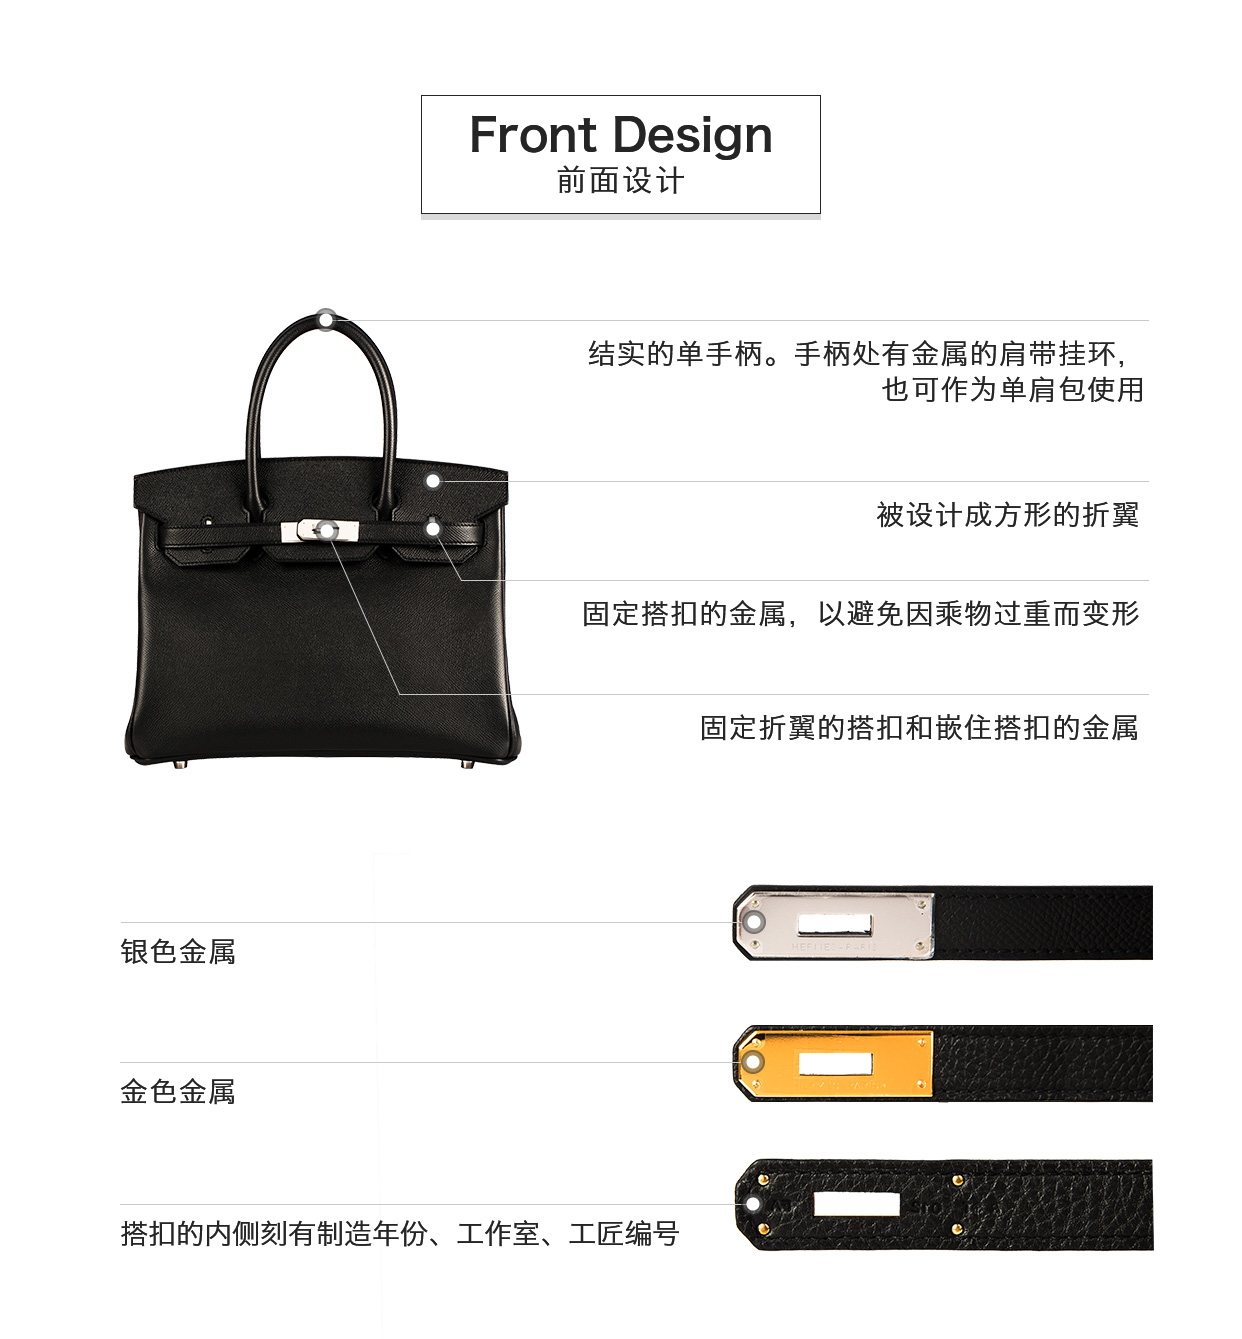 Front Design
前面设计
结实的单手柄。手柄处有金属的肩带挂环，
也可作为单肩包使用
被设计成方形的折翼
固定搭扣的金属，以避免因乘物过重而变形
固定折翼的搭扣和嵌住搭扣的金属
银色金属
HERMES-PARIS
金色金属
搭扣的内侧刻有制造年份、工作室、工匠编号